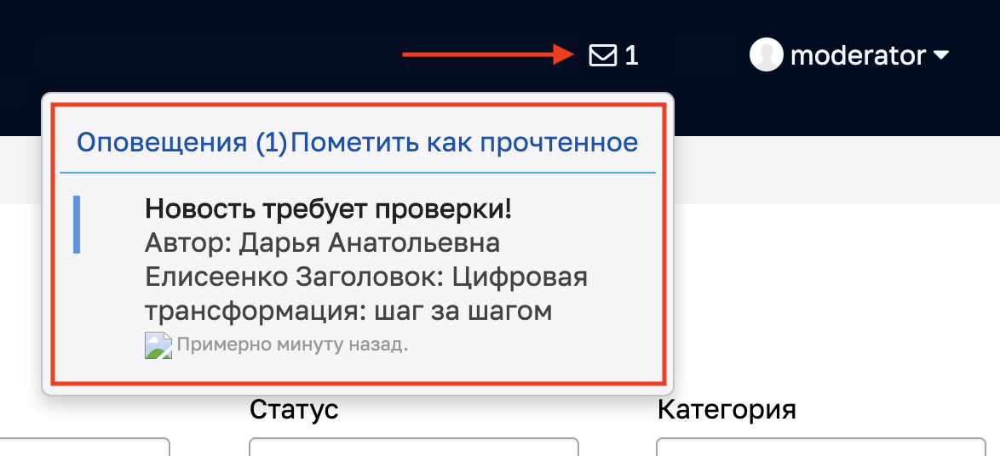 1
moderator
Оповещения (1)Пометить как прочтенное
Новость требует проверки!
Автор: Дарья Анатольевна
Елисеенко Заголовок: Цифровая
трансформация: шаг за шагом
Примерно минуту назад.
Статус
Категория